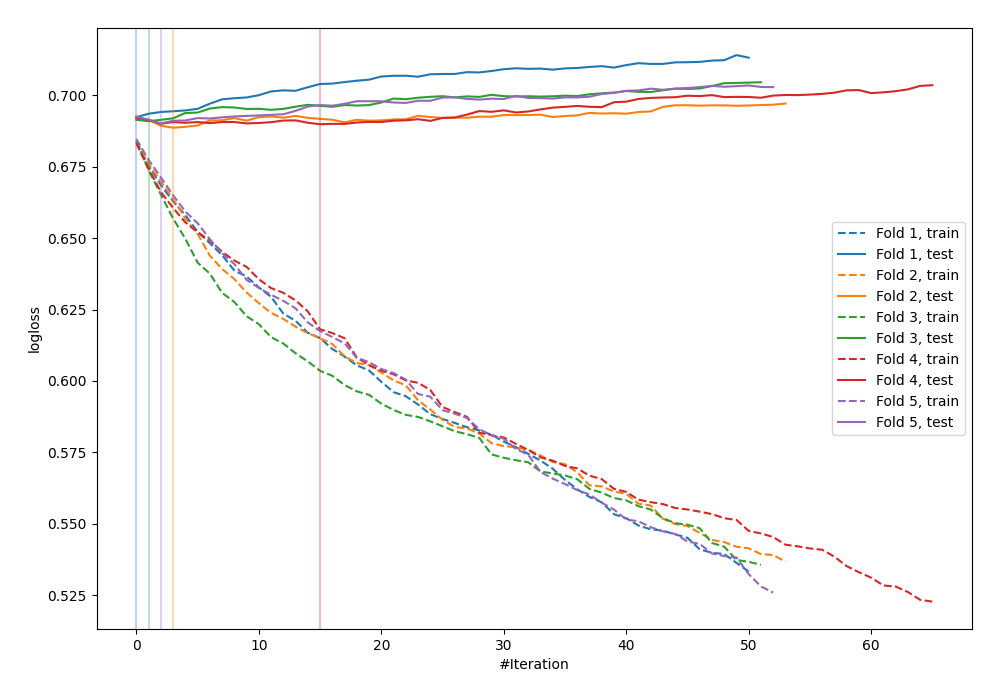 0.700
0.675
0.650
0.625
0.600
0.575
0.550
0.525
logloss
0
10
20
30
40
50
60
#Iteration
Fold 1, train
Fold 1, test
Fold 2, train
Fold 2, test
Fold 3, train
Fold 3, test
Fold 4, train
Fold 4, test
Fold 5, train
Fold 5, test